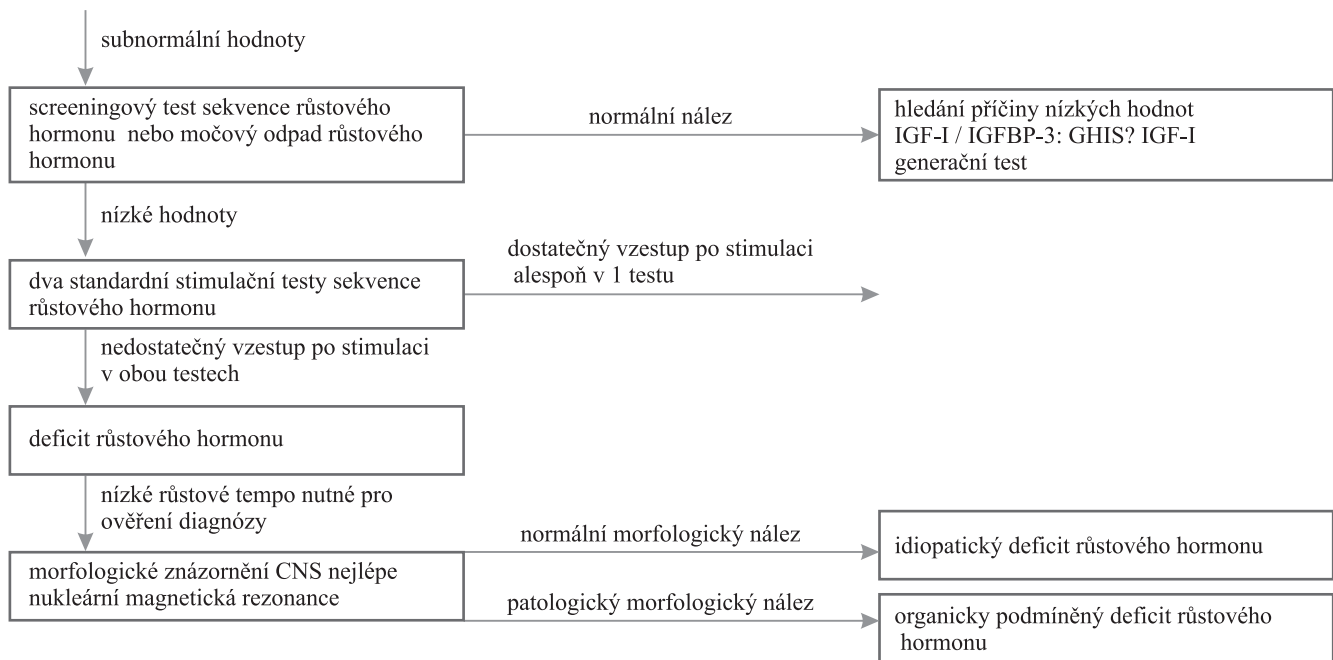 subnormální hodnoty
screeningový test sekvence růstového
hormonu nebo močový odpad růstového
hormonu
normální nález
hledání příčiny nízkých hodnot
IGF-I / IGFBP-3: GHIS? IGF-I
generační test
nízké hodnoty
dva standardní stimulační testy sekvence
růstového hormonu
dostatečný vzestup po stimulaci
alespoň v 1 testu
nedostatečný vzestup po stimulaci
v obou testech
deficit růstového hormonu
nízké růstové tempo nutné pro
ověření diagnózy
morfologické znázornění CNS nejlépe
nukleární magnetická rezonance
normální morfologický nález
idiopatický deficit růstového hormonu
patologický morfologický nález
organicky podmíněný deficit růstového
hormonu